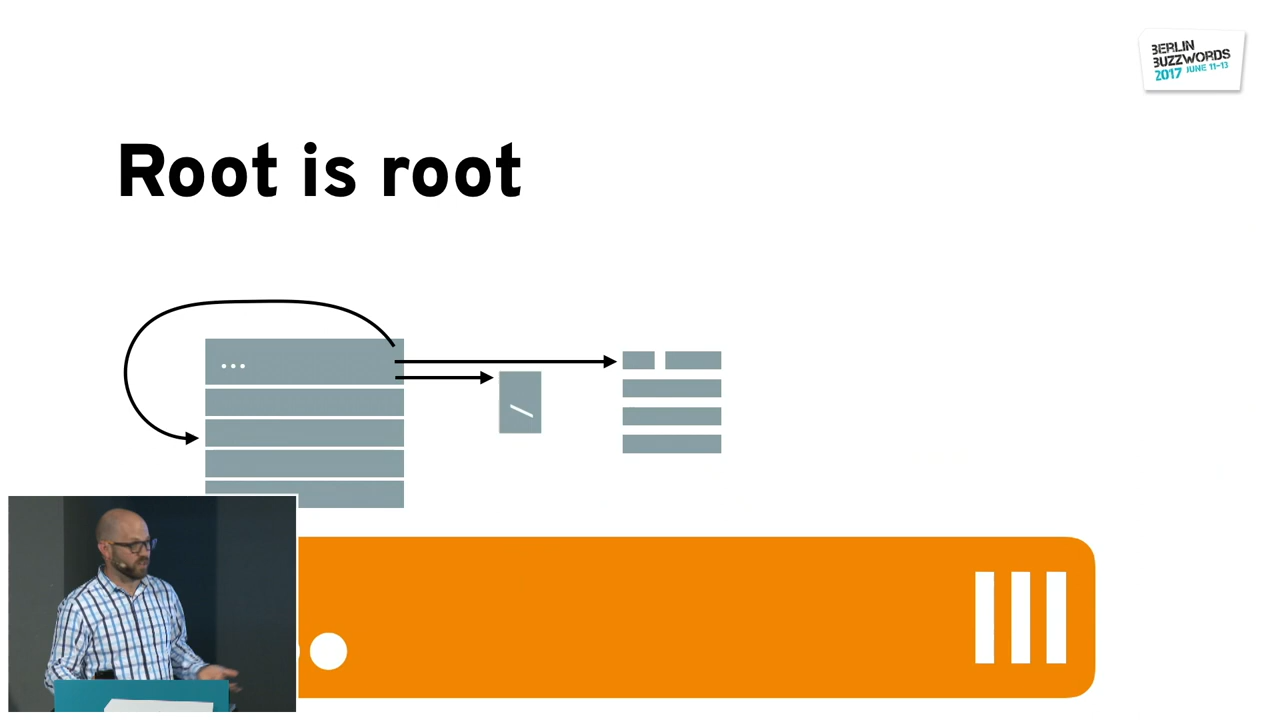 BERLIN
BUZZWORDS
2017 JUNE 11-13
Root is root
...